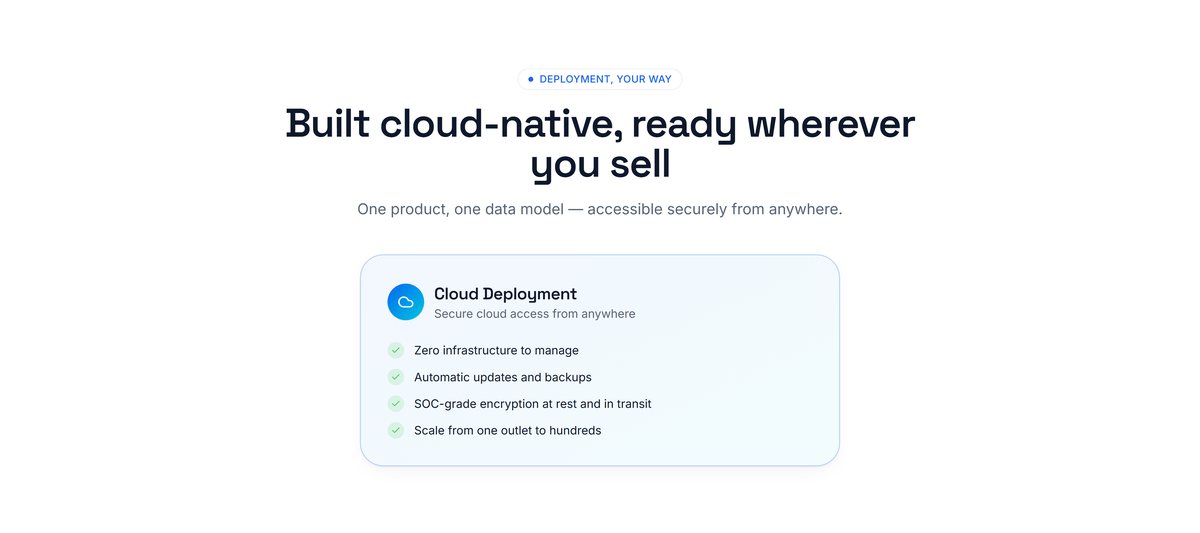 DEPLOYMENT, YOUR WAY
Built cloud-native, ready wherever
you sell
One product, one data model — accessible securely from anywhere.
Cloud Deployment
Secure cloud access from anywhere
Zero infrastructure to manage
Automatic updates and backups
SOC-grade encryption at rest and in transit
Scale from one outlet to hundreds